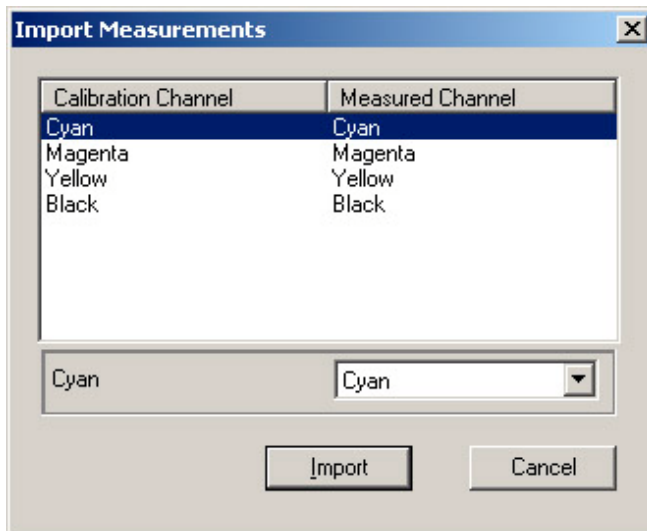 Import Measurements
Calibration Channel Measured Channel
Cyan Cyan
Magenta Magenta
Yellow Yellow
Black Black
Cyan Cyan
Import Cancel